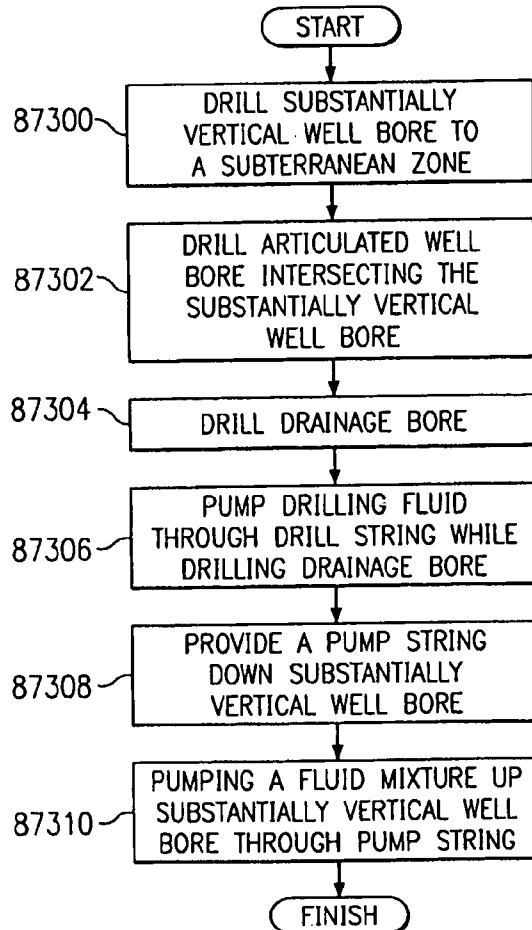 START
87300
DRILL SUBSTANTIALLY
VERTICAL WELL BORE TO
A SUBTERRANEAN ZONE
87302
DRILL ARTICULATED WELL
BORE INTERSECTING THE
SUBSTANTIALLY VERTICAL
WELL BORE
87304
DRILL DRAINAGE BORE
87306
PUMP DRILLING FLUID
THROUGH DRILL STRING WHILE
DRILLING DRAINAGE BORE
87308
PROVIDE A PUMP STRING
DOWN SUBSTANTIALLY
VERTICAL WELL BORE
87310
PUMPING A FLUID MIXTURE UP
SUBSTANTIALLY VERTICAL WELL
BORE THROUGH PUMP STRING
FINISH